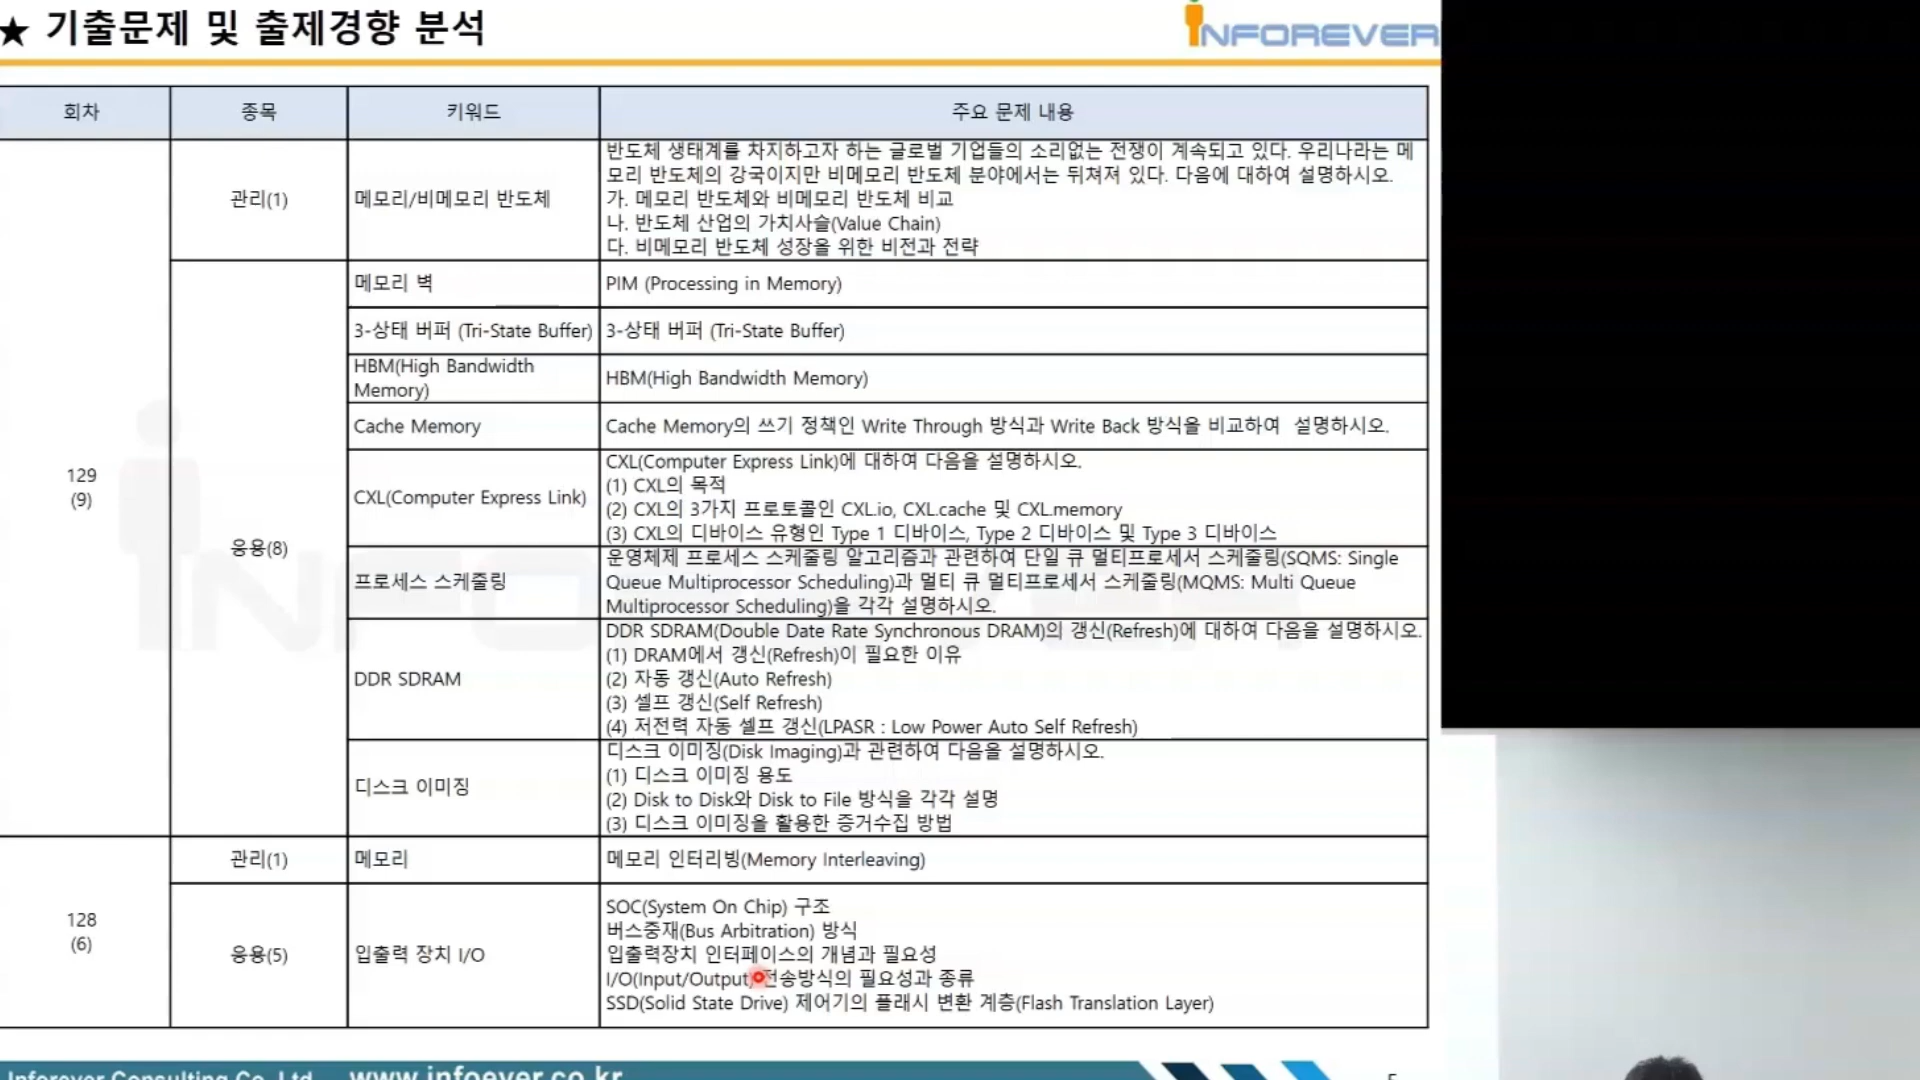 ★ 기출문제 및 출제경향 분석
INFOREVER
회차
종목
키워드
주요 문제 내용
129
(9)
관리(1)
메모리/비메모리 반도체
반도체 생태계를 차지하고자 하는 글로벌 기업들의 소리없는 전쟁이 계속되고 있다. 우리나라는 메
모리 반도체의 강국이지만 비메모리 반도체 분야에서는 뒤쳐져 있다. 다음에 대하여 설명하시오.
가. 메모리 반도체와 비메모리 반도체 비교
나. 반도체 산업의 가치사슬(Value Chain)
다. 비메모리 반도체 성장을 위한 비전과 전략
응용(8)
메모리 벽
PIM (Processing in Memory)
3-상태 버퍼 (Tri-State Buffer)
3-상태 버퍼 (Tri-State Buffer)
HBM(High Bandwidth
Memory)
HBM(High Bandwidth Memory)
Cache Memory
Cache Memory의 쓰기 정책인 Write Through 방식과 Write Back 방식을 비교하여 설명하시오.
CXL(Computer Express Link)
CXL(Computer Express Link)에 대하여 다음을 설명하시오.
(1) CXL의 목적
(2) CXL의 3가지 프로토콜인 CXL.io, CXL.cache 및 CXL.memory
(3) CXL의 디바이스 유형인 Type 1 디바이스, Type 2 디바이스 및 Type 3 디바이스
프로세스 스케줄링
운영체제 프로세스 스케줄링 알고리즘과 관련하여 단일 큐 멀티프로세서 스케줄링(SQMS: Single
Queue Multiprocessor Scheduling)과 멀티 큐 멀티프로세서 스케줄링(MQMS: Multi Queue
Multiprocessor Scheduling)을 각각 설명하시오.
DDR SDRAM
DDR SDRAM(Double Date Rate Synchronous DRAM)의 갱신(Refresh)에 대하여 다음을 설명하시오.
(1) DRAM에서 갱신(Refresh)이 필요한 이유
(2) 자동 갱신(Auto Refresh)
(3) 셀프 갱신(Self Refresh)
(4) 저전력 자동 셀프 갱신(LPASR : Low Power Auto Self Refresh)
디스크 이미징
디스크 이미징(Disk Imaging)과 관련하여 다음을 설명하시오.
(1) 디스크 이미징 용도
(2) Disk to Disk와 Disk to File 방식을 각각 설명
(3) 디스크 이미징을 활용한 증거수집 방법
128
(6)
관리(1)
메모리
메모리 인터리빙(Memory Interleaving)
응용(5)
입출력 장치 I/O
SOC(System On Chip) 구조
버스중재(Bus Arbitration) 방식
입출력장치 인터페이스의 개념과 필요성
I/O(Input/Output) 전송방식의 필요성과 종류
SSD(Solid State Drive) 제어기의 플래시 변환 계층(Flash Translation Layer)
Inforever Consulting Co. Ltd. www.infoever.co.kr
5